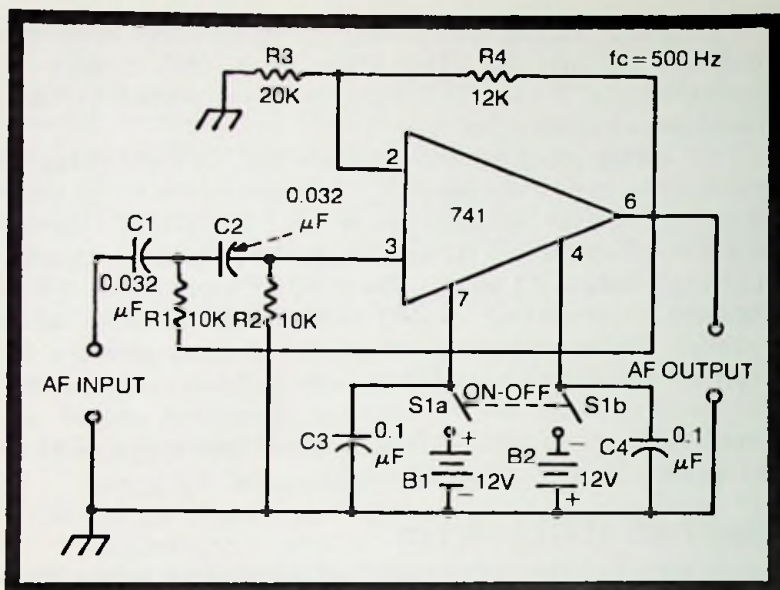 R3
20K
R4
12K
fc = 500 Hz
2
3
741
6
4
7
C1
0.032
µF
C2
0.032
µF
R1
10K
R2
10K
AF INPUT
AF OUTPUT
S1a
ON-OFF
S1b
C3
0.1
µF
+
B1
12V
−
−
B2
12V
+
C4
0.1
µF